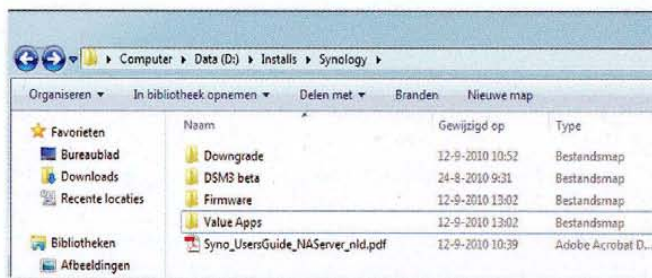 Computer ▸ Data (D:) ▸ Installs ▸ Synology ▸
Organiseren ▾ In bibliotheek opnemen ▾ Delen met ▾ Branden Nieuwe map
Naam Gewijzigd op Type
Favorieten
Bureaublad
Downloads
Recente locaties
Bibliotheken
Afbeeldingen
Downgrade 12-9-2010 10:52 Bestandsmap
DSM3 beta 24-8-2010 9:31 Bestandsmap
Firmware 12-9-2010 13:02 Bestandsmap
Value Apps 12-9-2010 13:02 Bestandsmap
Syno_UsersGuide_NAServer_nld.pdf 12-9-2010 10:39 Adobe Acrobat D...